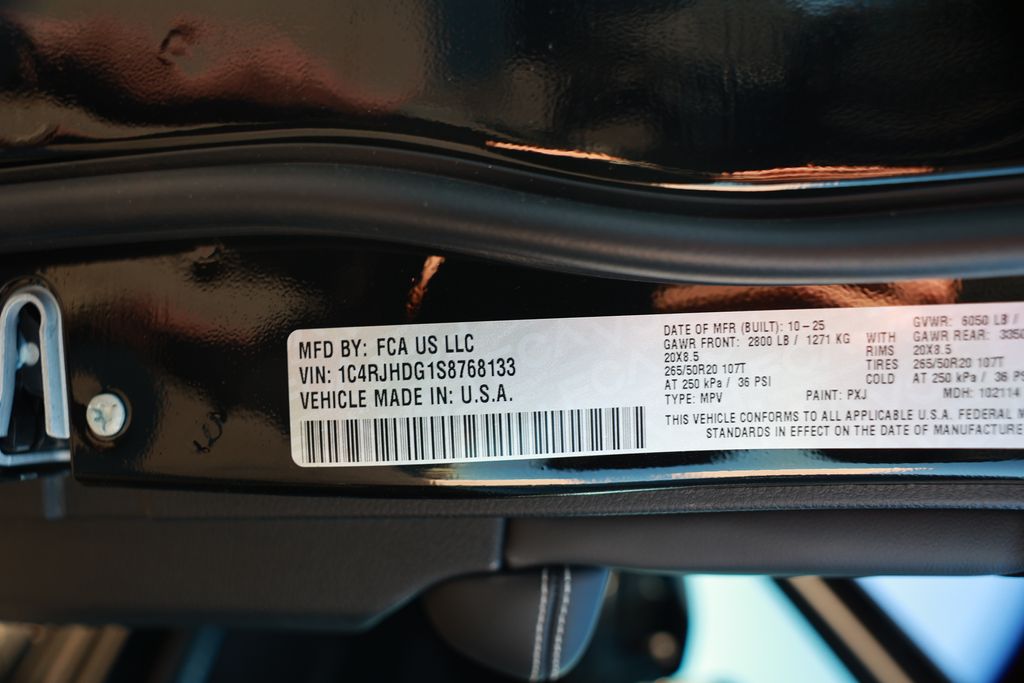 MFD BY: FCA US LLC
VIN: 1C4RJHDG1S8768133
VEHICLE MADE IN: U.S.A.
DATE OF MFR (BUILT): 10-25
GAWR FRONT: 2800 LB / 1271 KG
20X8.5
265/50R20 107T
AT 250 kPa / 36 PSI
TYPE: MPV
WITH
RIMS
TIRES
COLD
GVWR: 6050 LB /
GAWR REAR: 3350
20X8.5
265/50R20 107T
AT 250 kPa / 36 PS
PAINT: PXJ
MDH: 102114
THIS VEHICLE CONFORMS TO ALL APPLICABLE U.S.A. FEDERAL M
STANDARDS IN EFFECT ON THE DATE OF MANUFACTURE